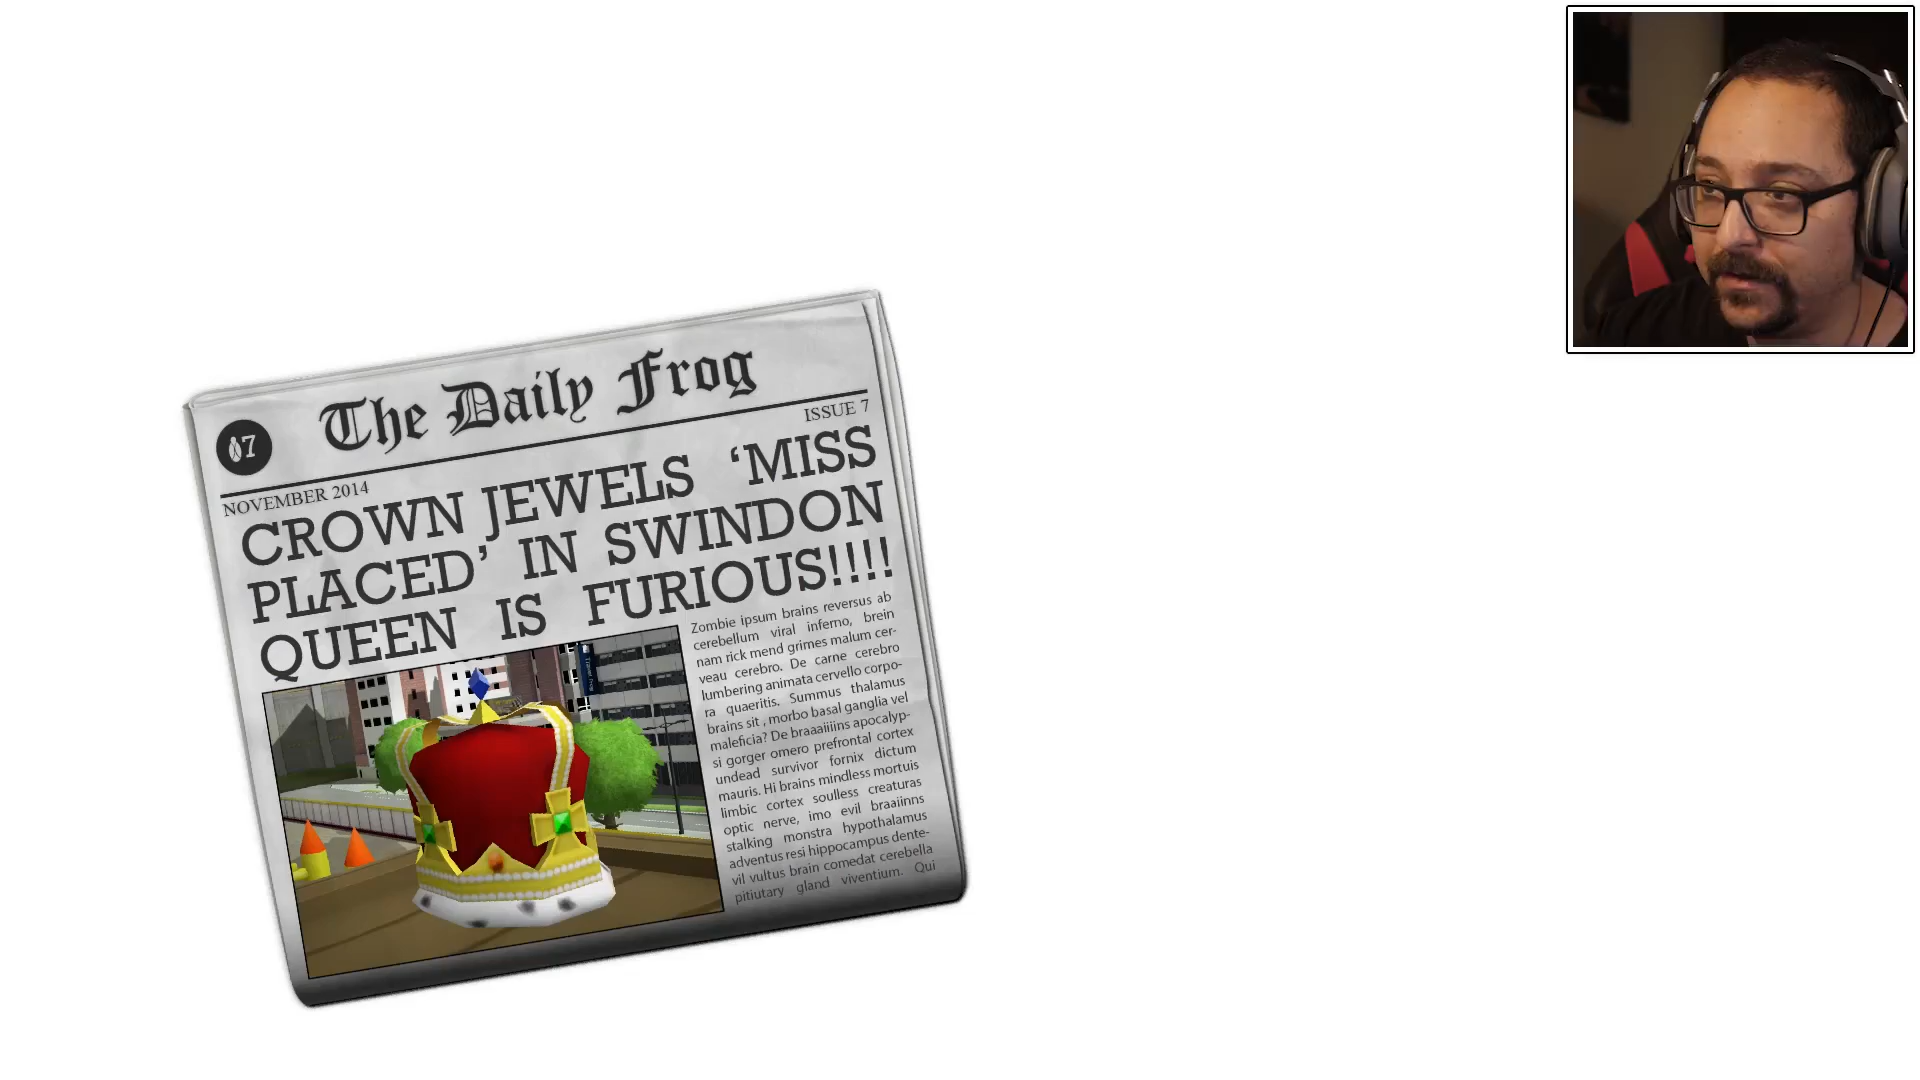 The Daily Frog
07
ISSUE 7
NOVEMBER 2014
CROWN JEWELS ‘MISS
PLACED’ IN SWINDON
QUEEN IS FURIOUS!!!!
Zombie ipsum brains reversus ab
cerebellum viral inferno, brein
nam rick mend grimes malum cer-
veau cerebro. De carne cerebro
lumbering animata cervello corpo-
ra quaeritis. Summus thalamus
brains sit , morbo basal ganglia vel
maleficia? De braaaiiiins apocalyp-
si gorger omero prefrontal cortex
undead survivor fornix dictum
mauris. Hi brains mindless mortuis
limbic cortex soulless creaturas
optic nerve, imo evil braaiinns
stalking monstra hypothalamus
adventus resi hippocampus dente-
vil vultus brain comedat cerebella
pitiutary gland viventium. Qui